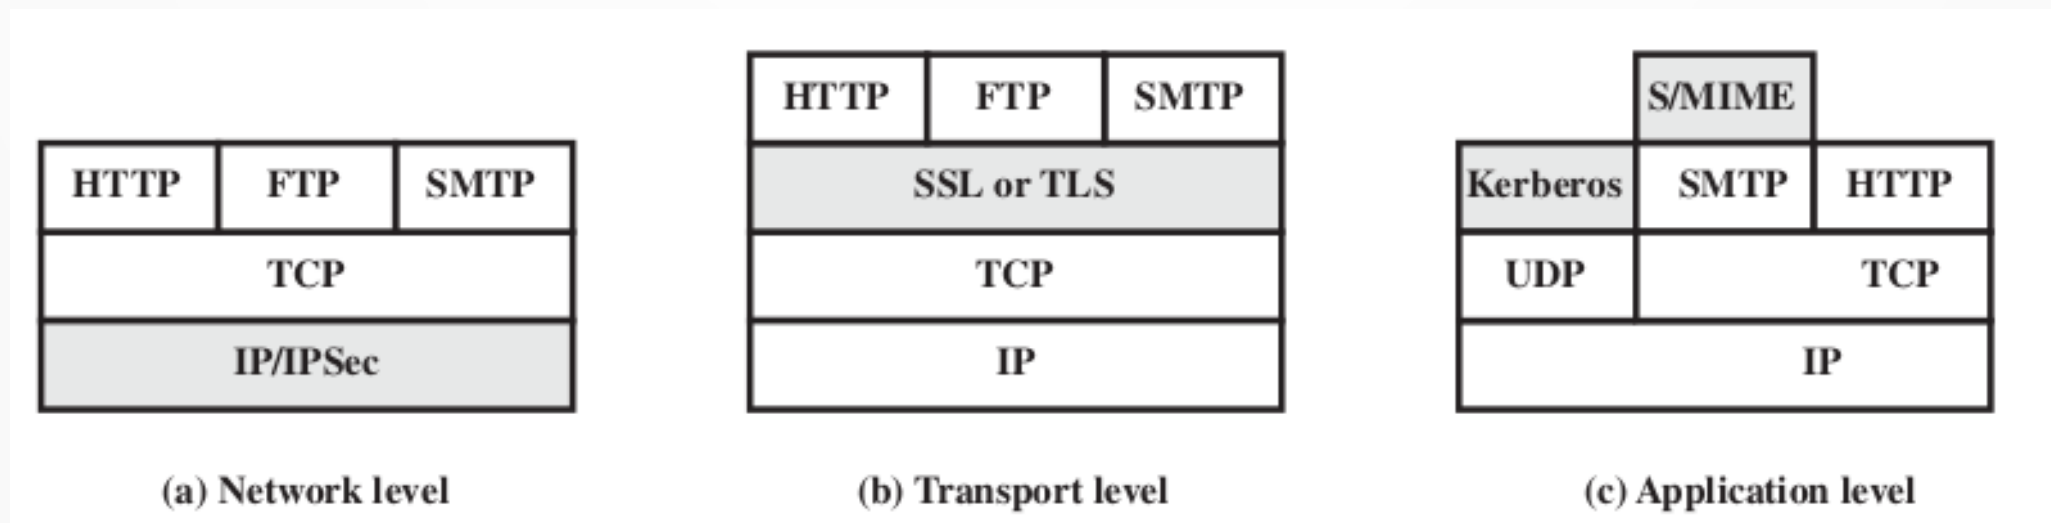 HTTP FTP SMTP
TCP
IP/IPSec
(a) Network level
HTTP FTP SMTP
SSL or TLS
TCP
IP
(b) Transport level
S/MIME
Kerberos SMTP HTTP
UDP TCP
IP
(c) Application level